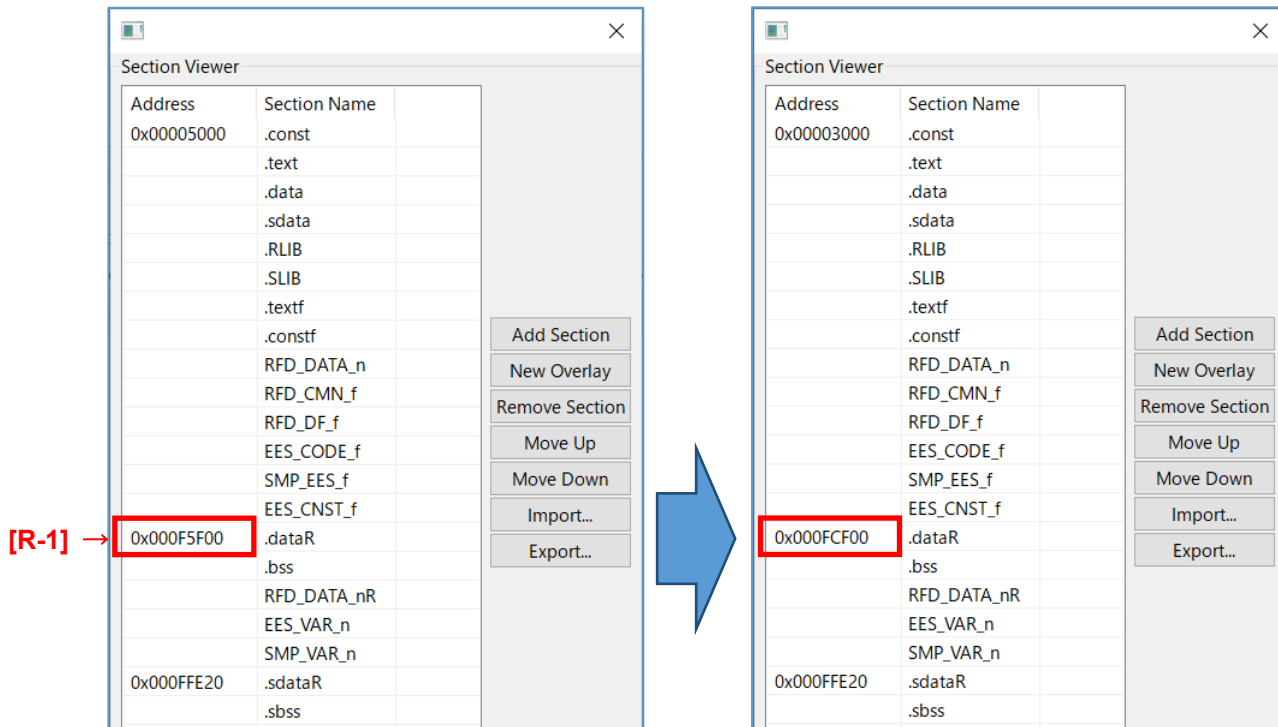 Section Viewer
Address Section Name
0x00005000 .const
.text
.data
.sdata
.RLIB
.SLIB
.textf
.constf
RFD_DATA_n
RFD_CMN_f
RFD_DF_f
EES_CODE_f
SMP_EES_f
EES_CNST_f
[R-1] → 0x000F5F00 .dataR
.bss
RFD_DATA_nR
EES_VAR_n
SMP_VAR_n
0x000FFE20 .sdataR
.sbss
Add Section
New Overlay
Remove Section
Move Up
Move Down
Import...
Export...
Section Viewer
Address Section Name
0x00003000 .const
.text
.data
.sdata
.RLIB
.SLIB
.textf
.constf
RFD_DATA_n
RFD_CMN_f
RFD_DF_f
EES_CODE_f
SMP_EES_f
EES_CNST_f
0x000FCF00 .dataR
.bss
RFD_DATA_nR
EES_VAR_n
SMP_VAR_n
0x000FFE20 .sdataR
.sbss
Add Section
New Overlay
Remove Section
Move Up
Move Down
Import...
Export...